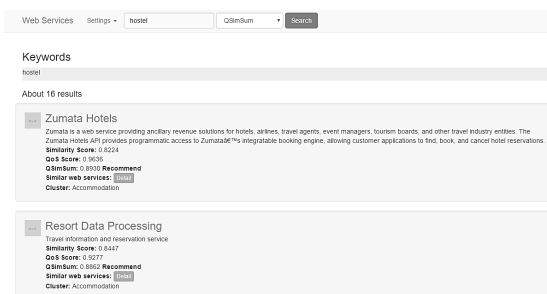 Web Services Settings hostel QSimSum Search
Keywords
hostel
About 16 results
Zumata Hotels
Zumata is a web service providing ancillary revenue solutions for hotels, airlines, travel agents, event managers, tourism boards, and other travel industry entities. The
Zumata Hotels API provides programmatic access to Zumataâ€™s integratable booking engine, allowing customer applications to find, book, and cancel hotel reservations.
Similarity Score: 0.8224
QoS Score: 0.9636
QSimSum: 0.8930 Recommend
Similar web services: Detail
Cluster: Accommodation
Resort Data Processing
Travel information and reservation service
Similarity Score: 0.8447
QoS Score: 0.9277
QSimSum: 0.8862 Recommend
Similar web services: Detail
Cluster: Accommodation